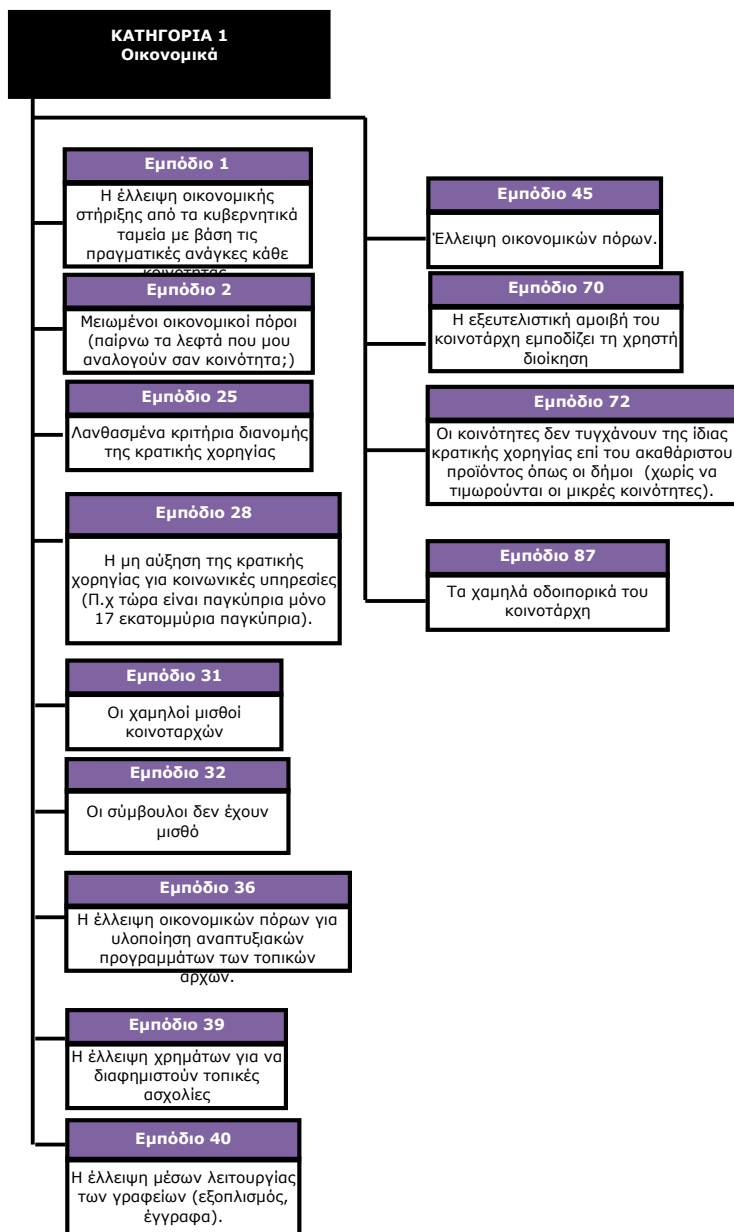 ΚΑΤΗΓΟΡΙΑ 1
Οικονομικά
Εμπόδιο 1
Η έλλειψη οικονομικής
στήριξης από τα κυβερνητικά
ταμεία με βάση τις
πραγματικές ανάγκες κάθε
κοινότητας
Εμπόδιο 2
Μειωμένοι οικονομικοί πόροι
(παίρνω τα λεφτά που μου
αναλογούν σαν κοινότητα;)
Εμπόδιο 25
Λανθασμένα κριτήρια διανομής
της κρατικής χορηγία
Εμπόδιο 28
Η μη αύξηση της κρατικής
χορηγίας για κοινωνικές υπηρεσίες
(Π.χ τώρα είναι παγκύπρια μόνο
17 εκατομμύρια παγκύπρια).
Εμπόδιο 31
Οι χαμηλοί μισθοί
κοινοταρχών
Εμπόδιο 32
Οι σύμβουλοι δεν έχουν
μισθό
Εμπόδιο 36
Η έλλειψη οικονομικών πόρων για
υλοποίηση αναπτυξιακών
προγραμμάτων των τοπικών
αρχων.
Εμπόδιο 39
Η έλλειψη χρημάτων για να
διαφημιστούν τοπικές
ασχολίες
Εμπόδιο 40
Η έλλειψη μέσων λειτουργίας
των γραφείων (εξοπλισμός,
έγγραφα).
Εμπόδιο 45
Έλλειψη οικονομικών πόρων.
Εμπόδιο 70
Η εξευτελιστική αμοιβή του
κοινοτάρχη εμποδίζει τη χρηστή
διοίκηση
Εμπόδιο 72
Οι κοινότητες δεν τυγχάνουν της ίδιας
κρατικής χορηγίας επί του ακαθάριστου
προϊόντος όπως οι δήμοι (χωρίς να
τιμωρούνται οι μικρές κοινότητες).
Εμπόδιο 87
Τα χαμηλά οδοιπορικά του
κοινοτάρχη